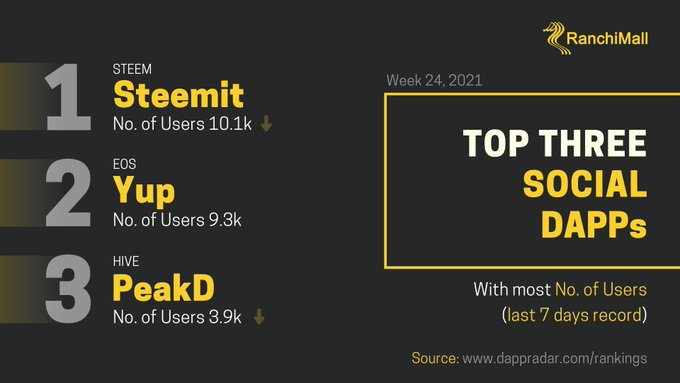 RanchiMall
Week 24, 2021
TOP THREE
SOCIAL
DAPPs
With most No. of Users
(last 7 days record)
1
STEEM
Steemit
No. of Users 10.1k
2
EOS
Yup
No. of Users 9.3k
3
HIVE
PeakD
No. of Users 3.9k
Source: www.dappradar.com/rankings